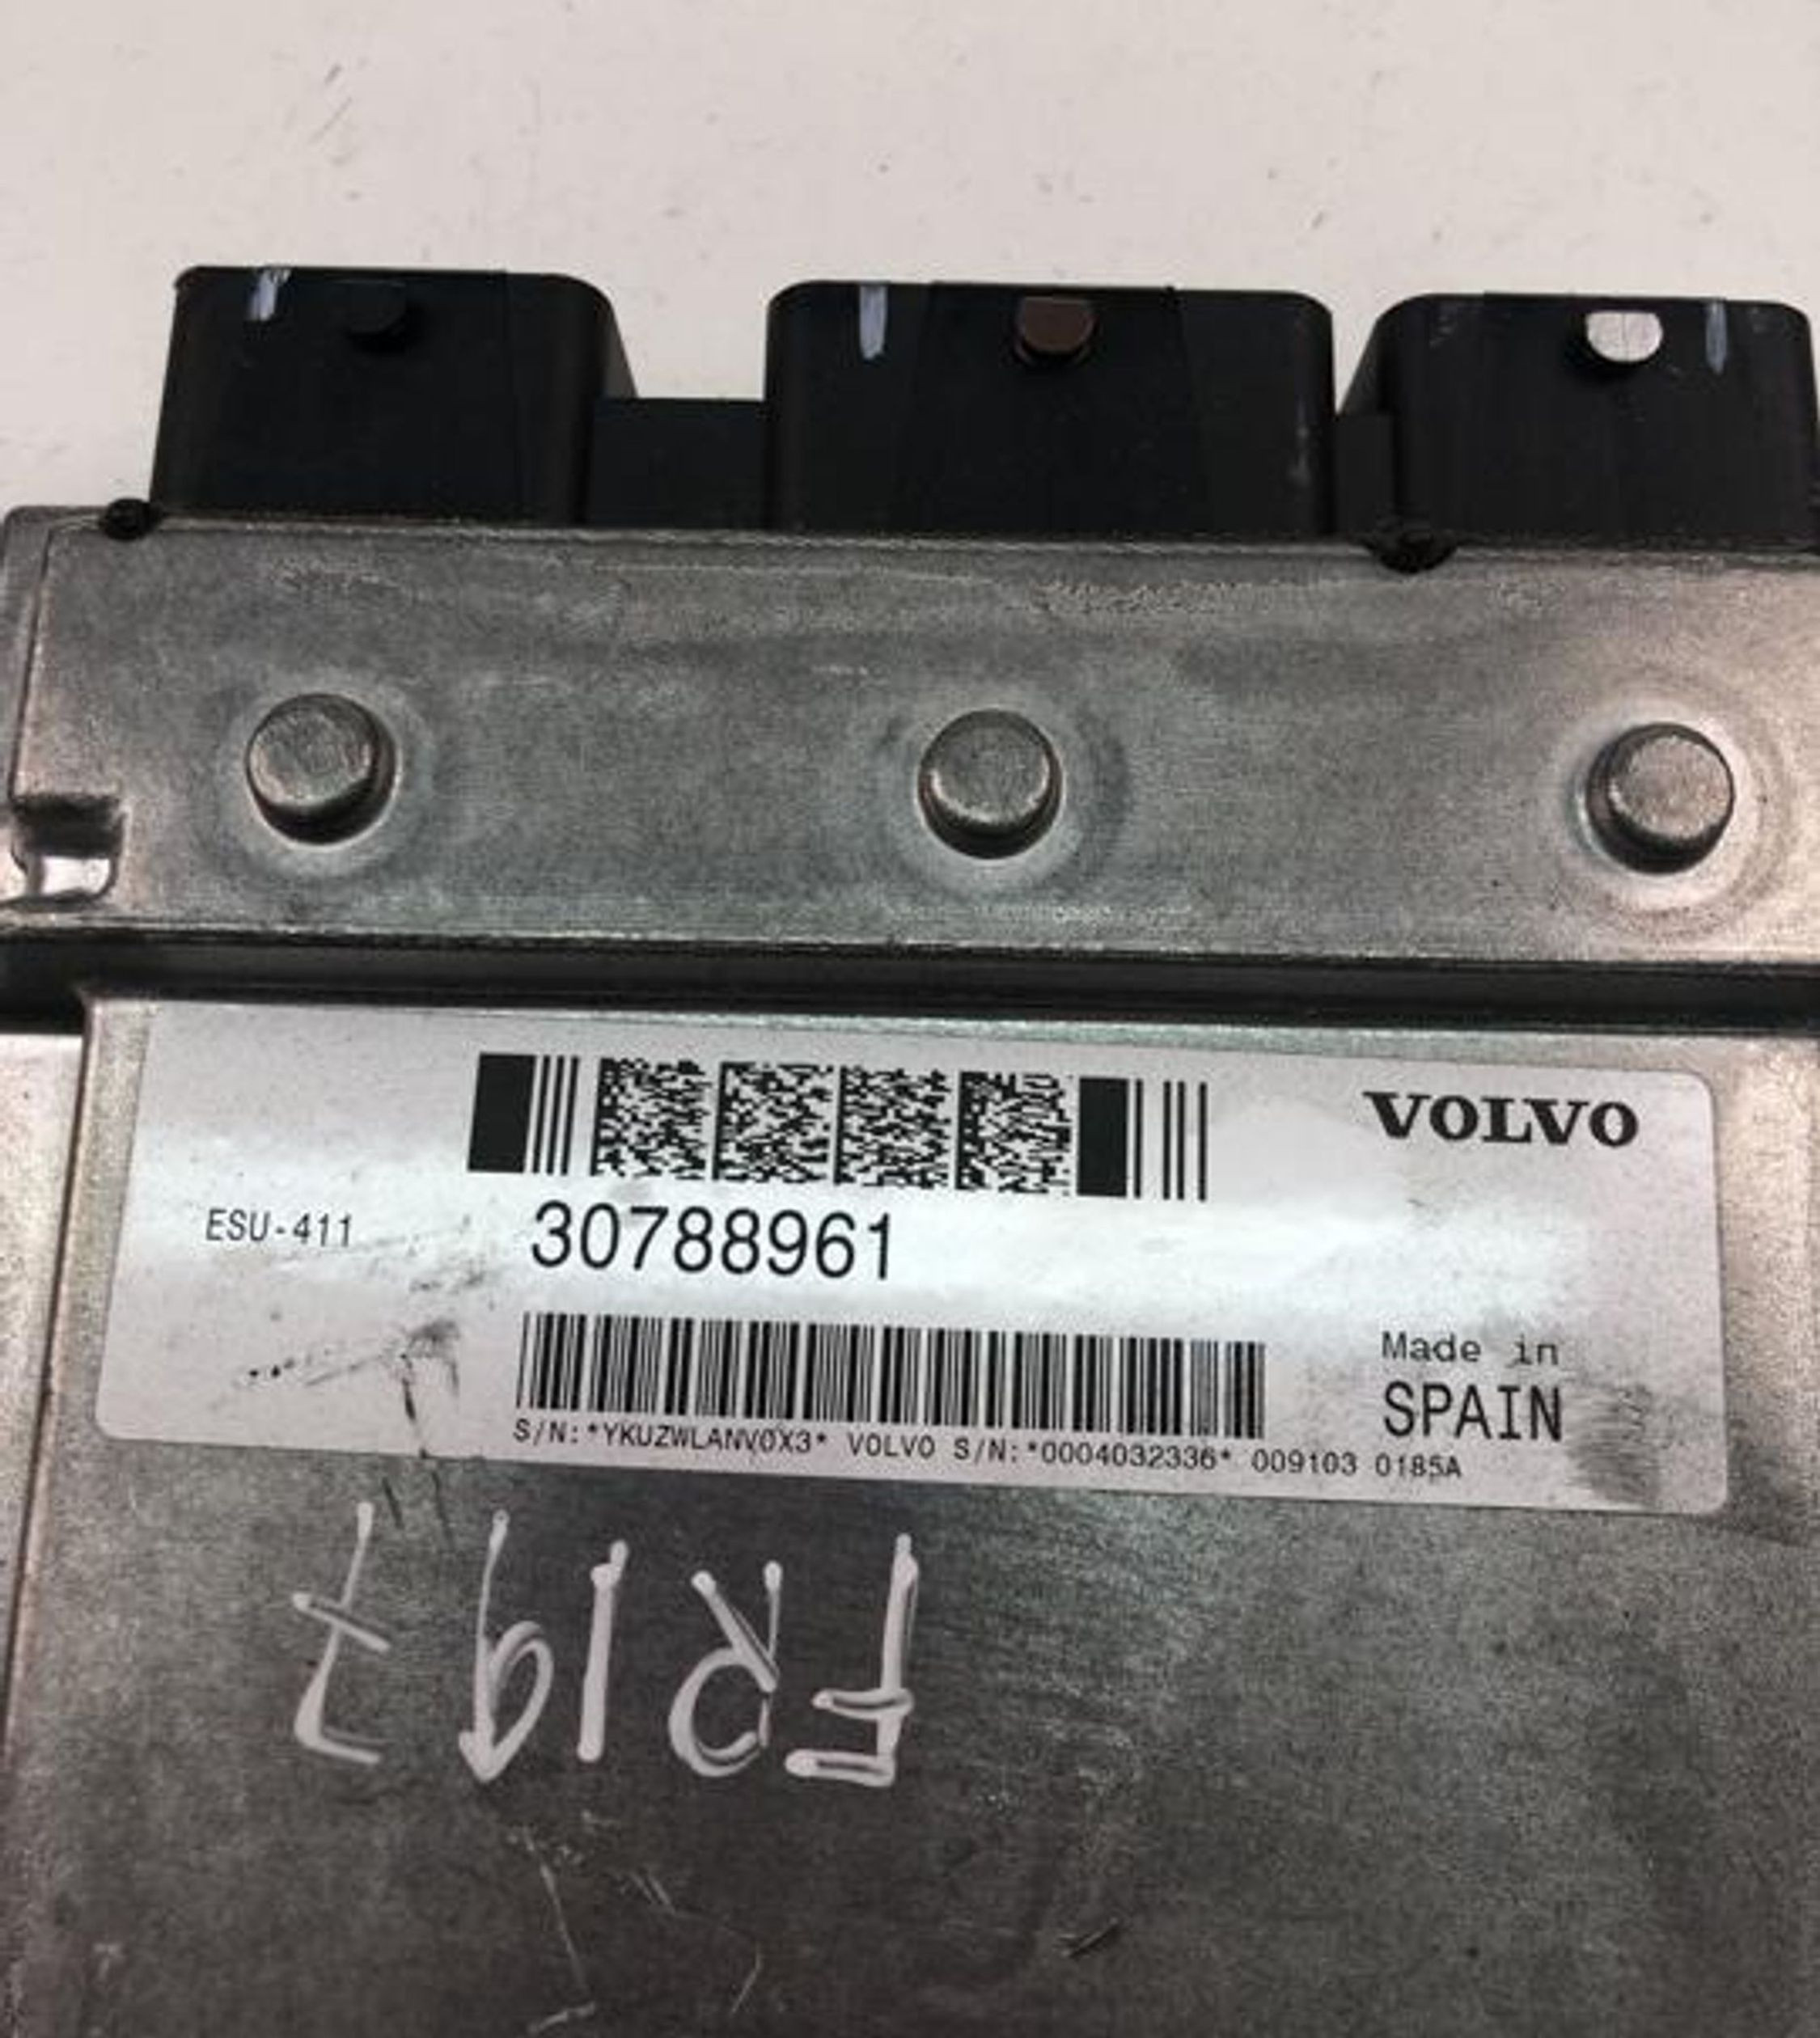 VOLVO
ESU-411
30788961
Made in
SPAIN
S/N:*YKUZWLANV0X3* VOLVO S/N:*0004032336* 009103 0185A
FR197